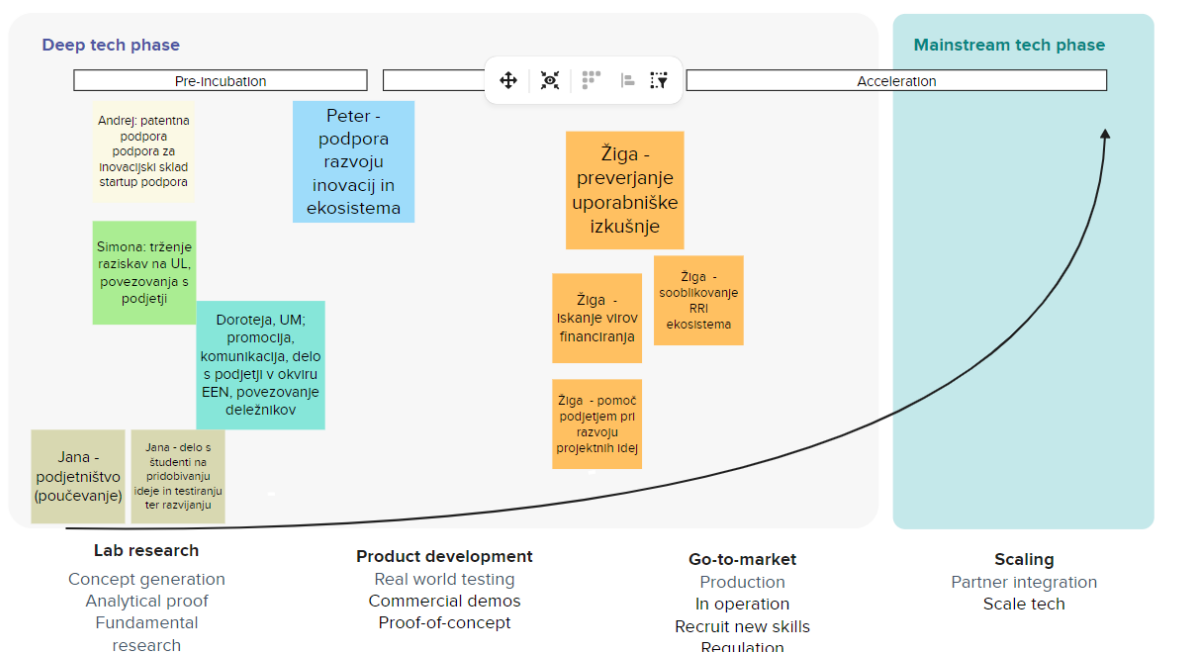 Deep tech phase
Mainstream tech phase
Pre-incubation
Acceleration
Andrej: patentna
podpora
podpora za
inovacijski sklad
startup podpora
Peter -
podpora
razvoju
inovacij in
ekosistema
Žiga -
preverjanje
uporabniške
izkušnje
Simona: trženje
raziskav na UL,
povezovanja s
podjetji
Žiga -
sooblikovanje
RRI
ekosistema
Žiga -
iskanje virov
financiranja
Doroteja, UM;
promocija,
komunikacija, delo
s podjetji v okviru
EEN, povezovanje
deležnikov
Žiga - pomoč
podjetjem pri
razvoju
projektnih idej
Jana -
podjetništvo
(poučevanje)
Jana - delo s
študenti na
pridobivanju
ideje in testiranju
ter razvijanju
Lab research
Concept generation
Analytical proof
Fundamental
research
Product development
Real world testing
Commercial demos
Proof-of-concept
Go-to-market
Production
In operation
Recruit new skills
Regulation
Scaling
Partner integration
Scale tech